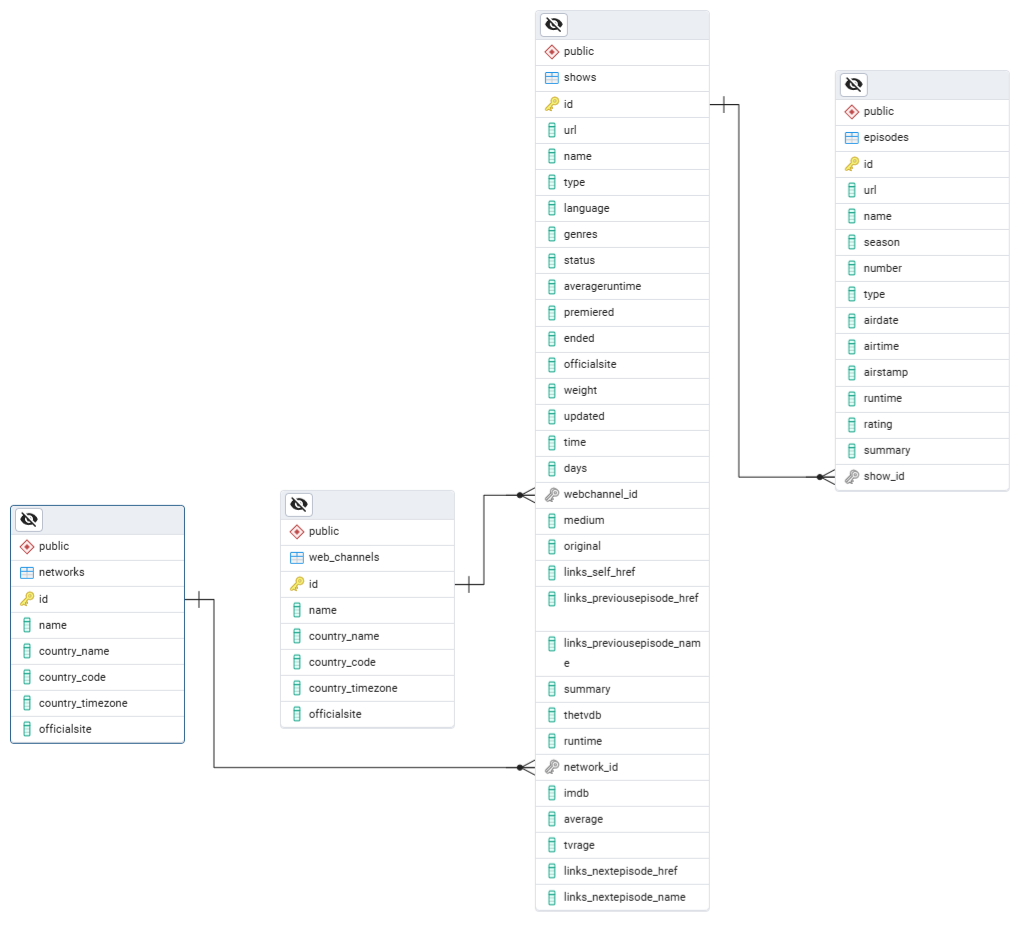 public
shows
id
url
name
type
language
genres
status
averageruntime
premiered
ended
officialsite
weight
updated
time
days
webchannel_id
medium
original
links_self_href
links_previousepisode_href
links_previousepisode_nam
e
summary
thetvdb
runtime
network_id
imdb
average
tvrage
links_nextepisode_href
links_nextepisode_name
public
episodes
id
url
name
season
number
type
airdate
airtime
airstamp
runtime
rating
summary
show_id
public
networks
id
name
country_name
country_code
country_timezone
officialsite
public
web_channels
id
name
country_name
country_code
country_timezone
officialsite